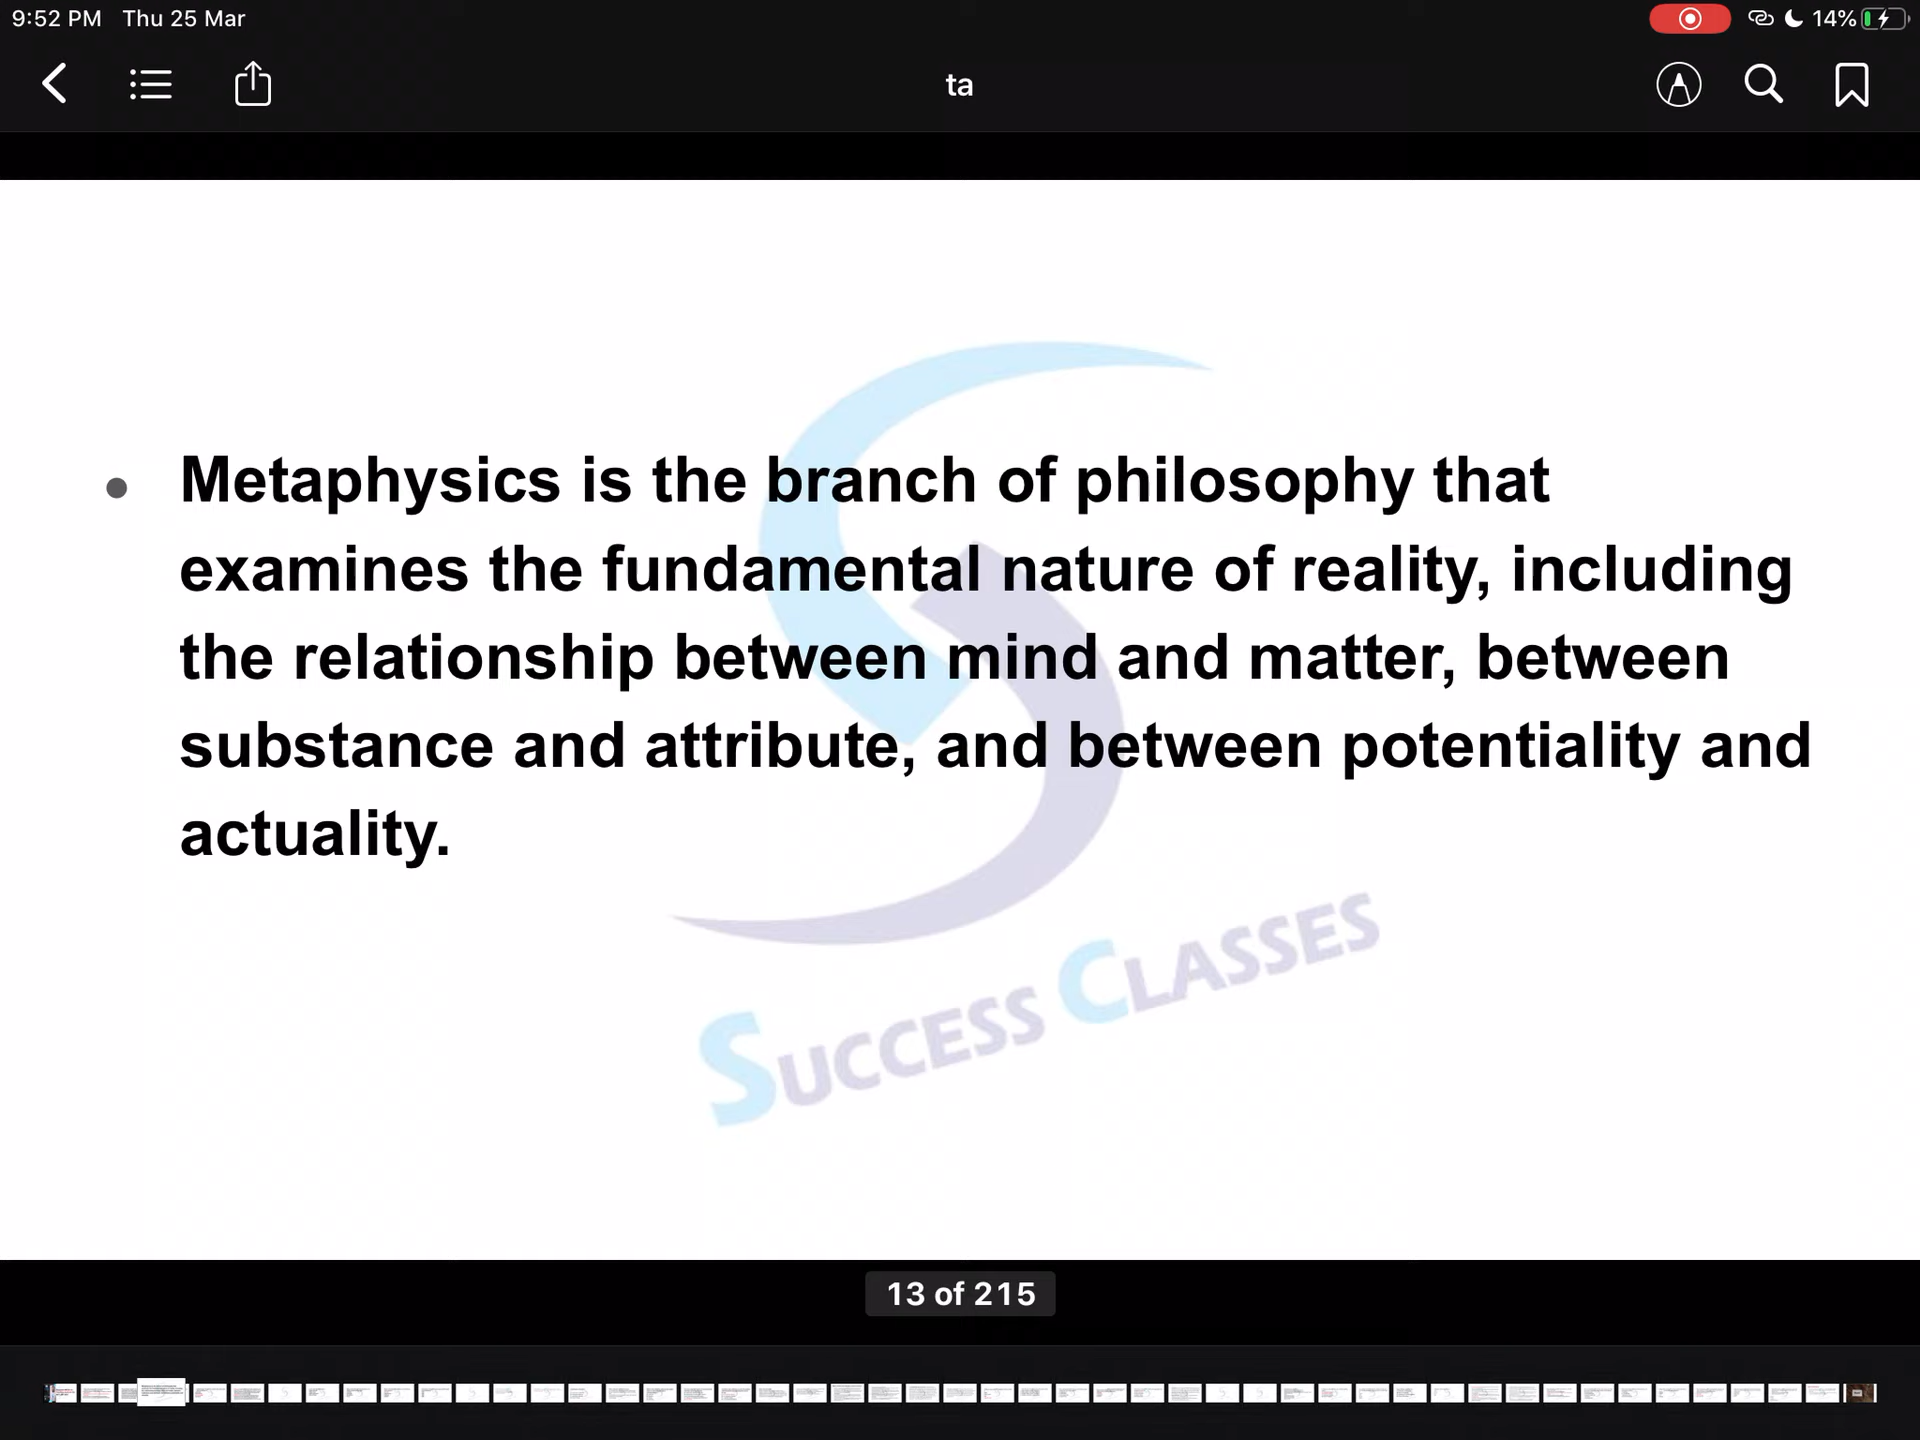 9:52 PM Thu 25 Mar
14%
ta
• Metaphysics is the branch of philosophy that
examines the fundamental nature of reality, including
the relationship between mind and matter, between
substance and attribute, and between potentiality and
actuality.
SUCCESS CLASSES
13 of 215